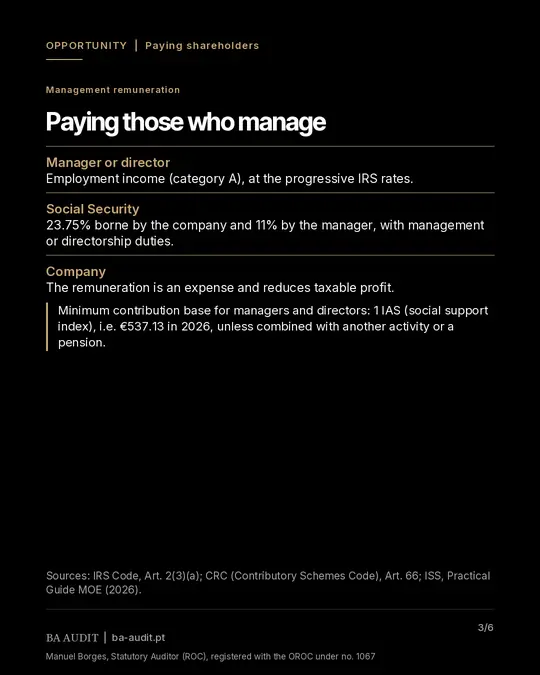 OPPORTUNITY | Paying shareholders
Management remuneration
Paying those who manage
Manager or director
Employment income (category A), at the progressive IRS rates.
Social Security
23.75% borne by the company and 11% by the manager, with management
or directorship duties.
Company
The remuneration is an expense and reduces taxable profit.
Minimum contribution base for managers and directors: 1 IAS (social support
index), i.e. €537.13 in 2026, unless combined with another activity or a
pension.
Sources: IRS Code, Art. 2(3)(a); CRC (Contributory Schemes Code), Art. 66; ISS, Practical
Guide MOE (2026).
3/6
BA AUDIT | ba-audit.pt
Manuel Borges, Statutory Auditor (ROC), registered with the OROC under no. 1067